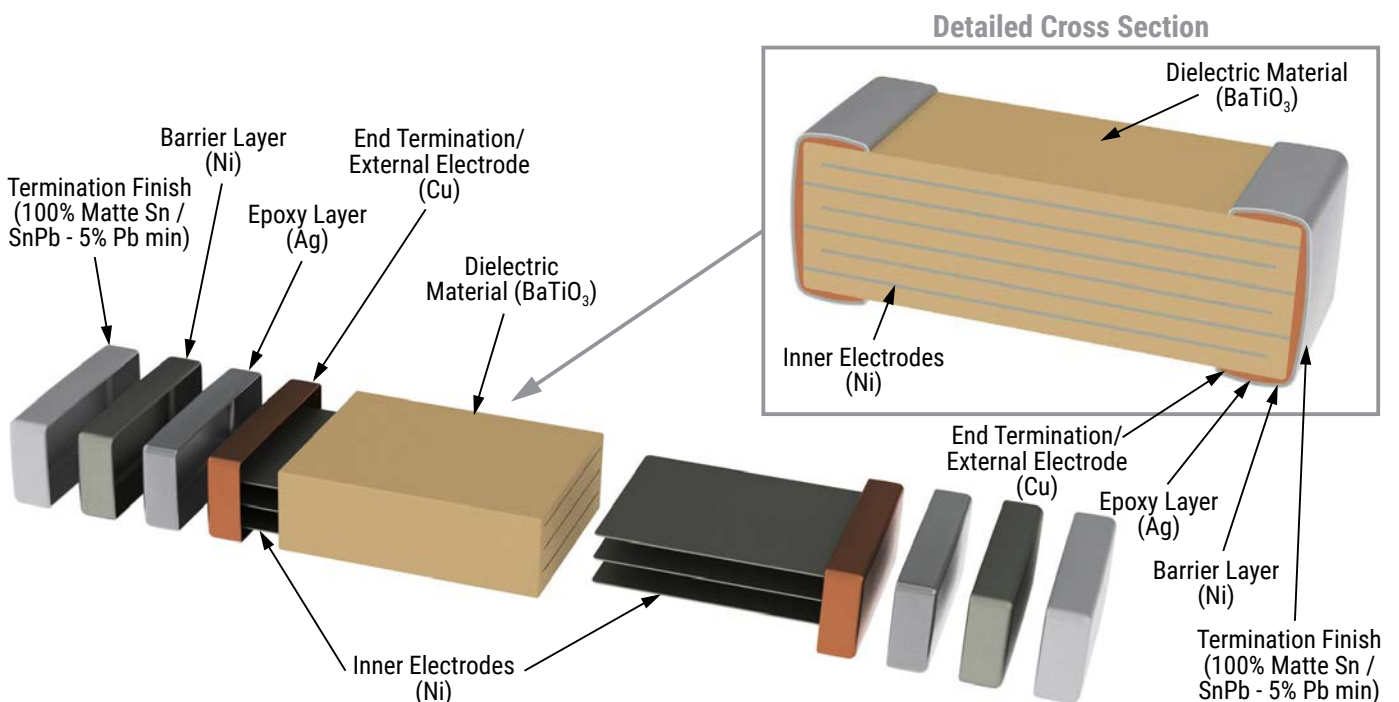 Detailed Cross Section
Dielectric Material
(BaTiO₃)
Inner Electrodes
(Ni)
End Termination/
External Electrode
(Cu)
Epoxy Layer
(Ag)
Barrier Layer
(Ni)
Termination Finish
(100% Matte Sn /
SnPb - 5% Pb min)
Termination Finish
(100% Matte Sn /
SnPb - 5% Pb min)
Barrier Layer
(Ni)
Epoxy Layer
(Ag)
End Termination/
External Electrode
(Cu)
Dielectric
Material (BaTiO₃)
Inner Electrodes
(Ni)